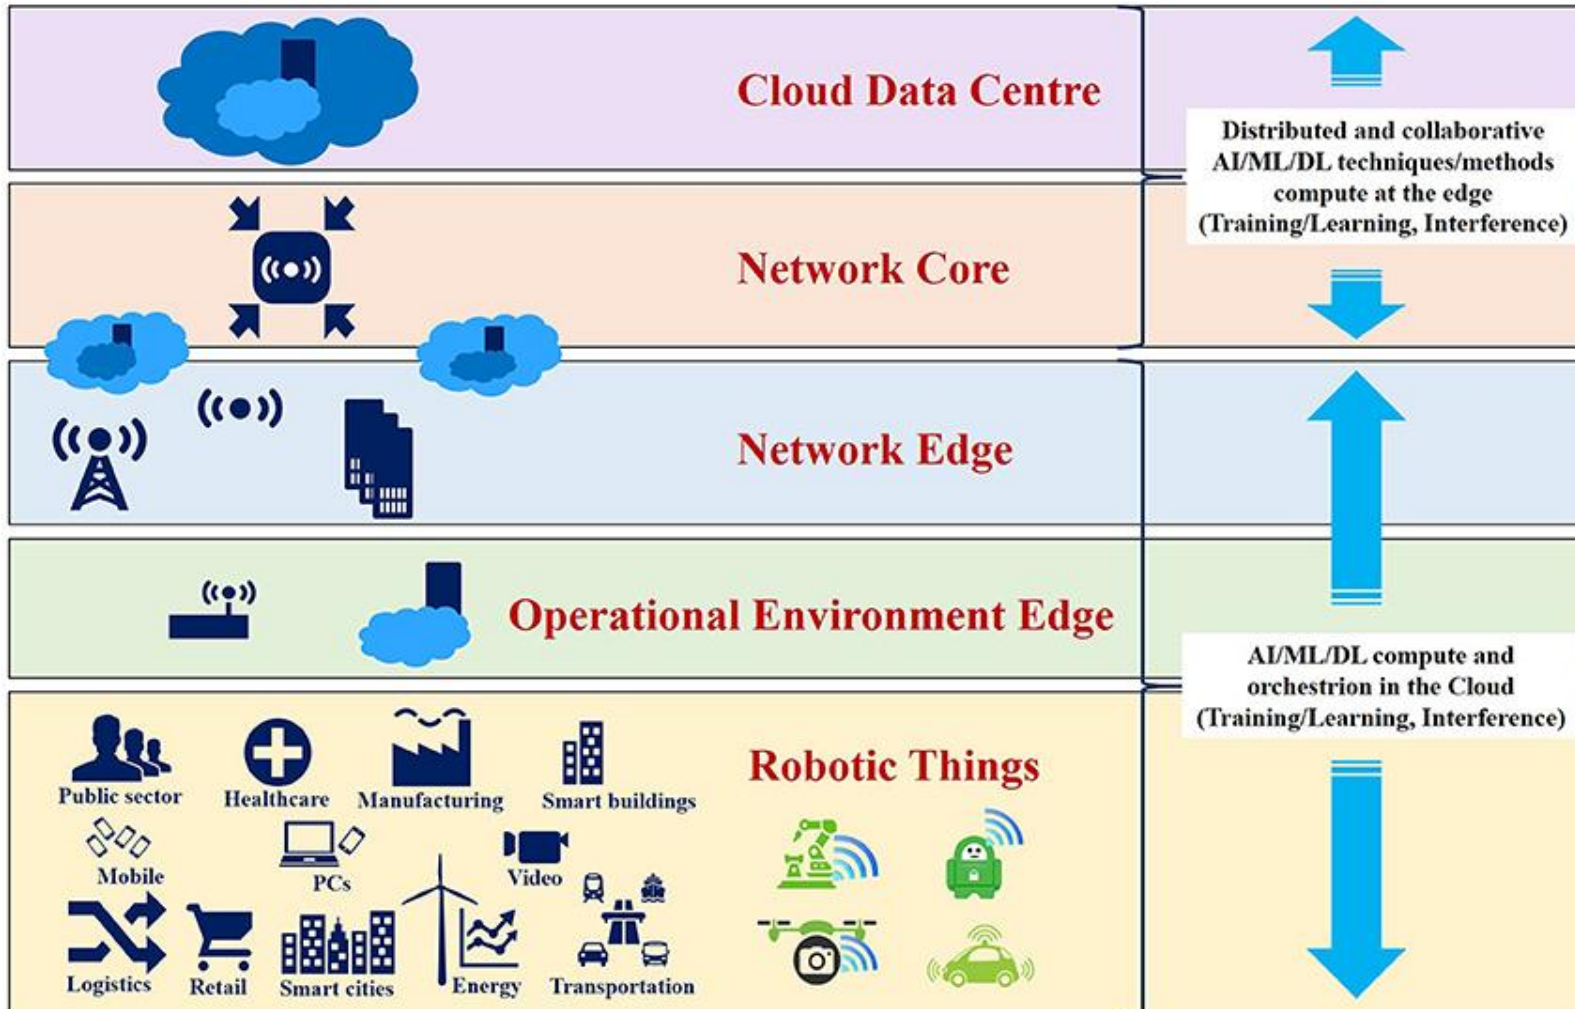 Cloud Data Centre
Distributed and collaborative
AI/ML/DL techniques/methods
compute at the edge
(Training/Learning, Interference)
Network Core
Network Edge
Operational Environment Edge
AI/ML/DL compute and
orchestrion in the Cloud
(Training/Learning, Interference)
Robotic Things
Public sector
Healthcare
Manufacturing
Smart buildings
Mobile
PCs
Video
Logistics
Retail
Smart cities
Energy
Transportation